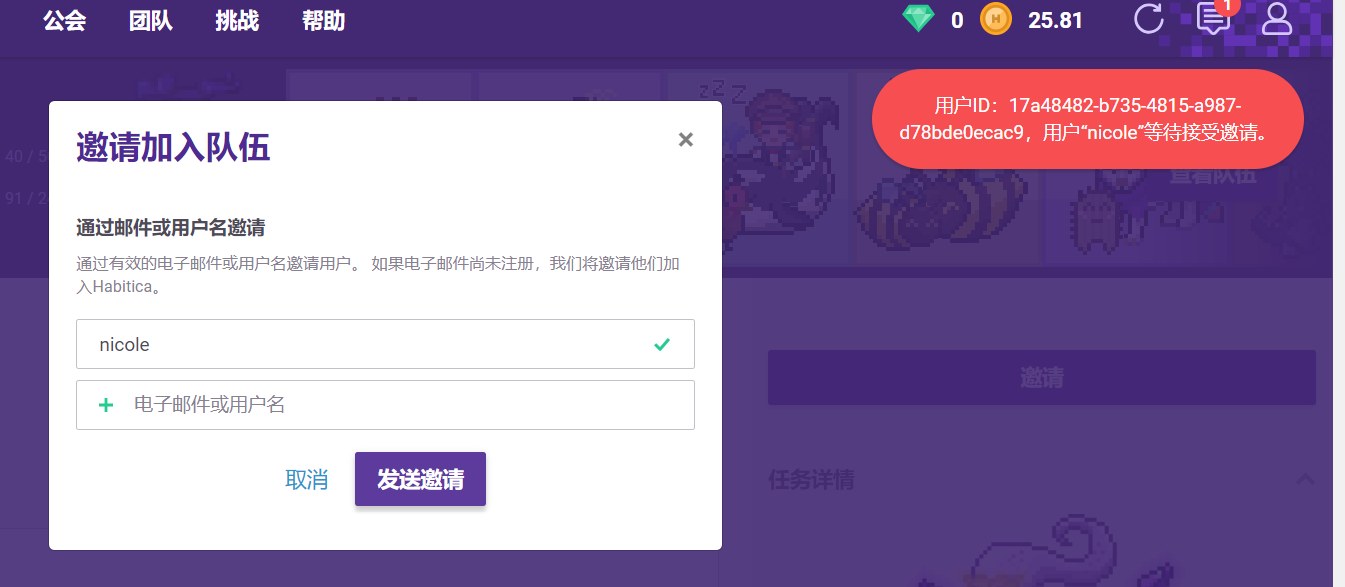 公会 团队 挑战 帮助 0 H 25.81 1
用户ID：17a48482-b735-4815-a987-
d78bde0ecac9，用户“nicole”等待接受邀请。
查看队伍
邀请加入队伍
通过邮件或用户名邀请
通过有效的电子邮件或用户名邀请用户。 如果电子邮件尚未注册，我们将邀请他们加
入Habitica。
nicole
电子邮件或用户名
取消 发送邀请
邀请
任务详情